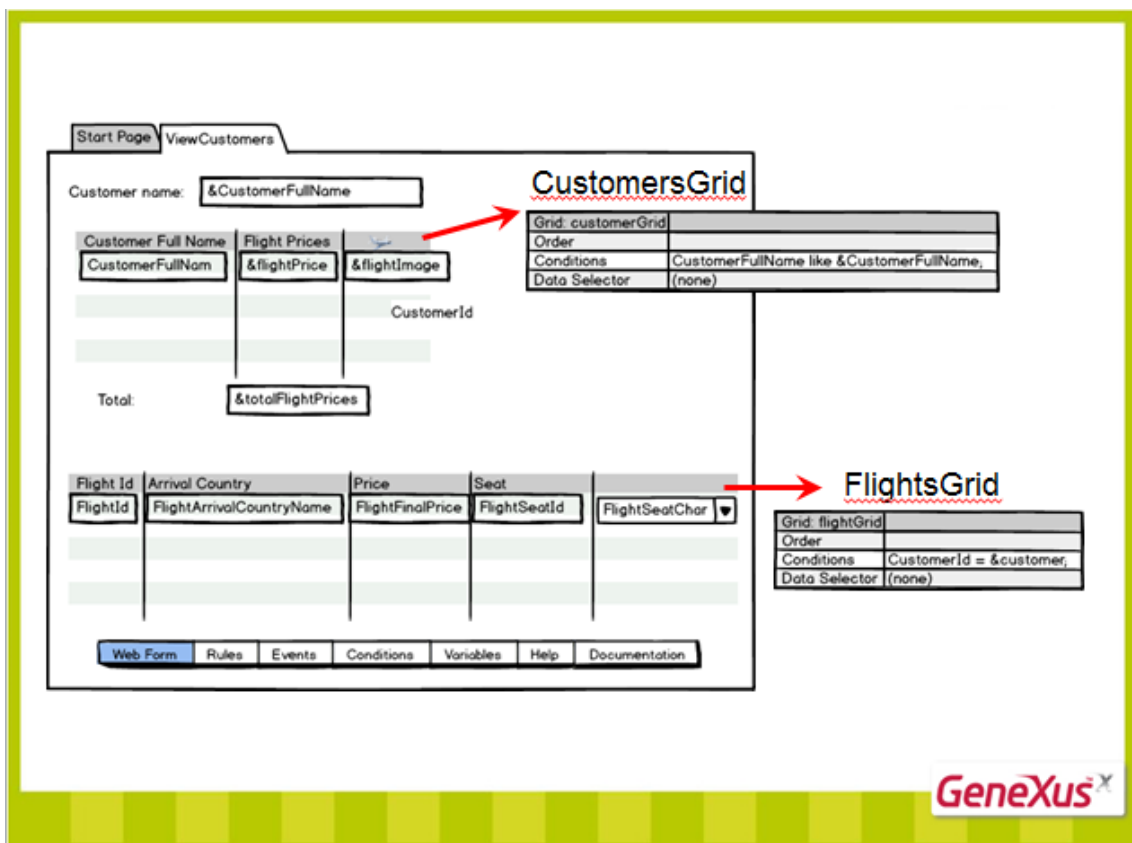 Start Page ViewCustomers
Customer name: &CustomerFullName
CustomersGrid
Grid: customerGrid
Order
Conditions CustomerFullName like &CustomerFullName;
Data Selector (none)
Customer Full Name Flight Prices
CustomerFullNam &flightPrice &flightImage
CustomerId
Total: &totalFlightPrices
FlightsGrid
Flight Id Arrival Country Price Seat
FlightId FlightArrivalCountryName FlightFinalPrice FlightSeatId FlightSeatChar
Grid: flightGrid
Order
Conditions CustomerId = &customer;
Data Selector (none)
Web Form Rules Events Conditions Variables Help Documentation
GeneXus™ X